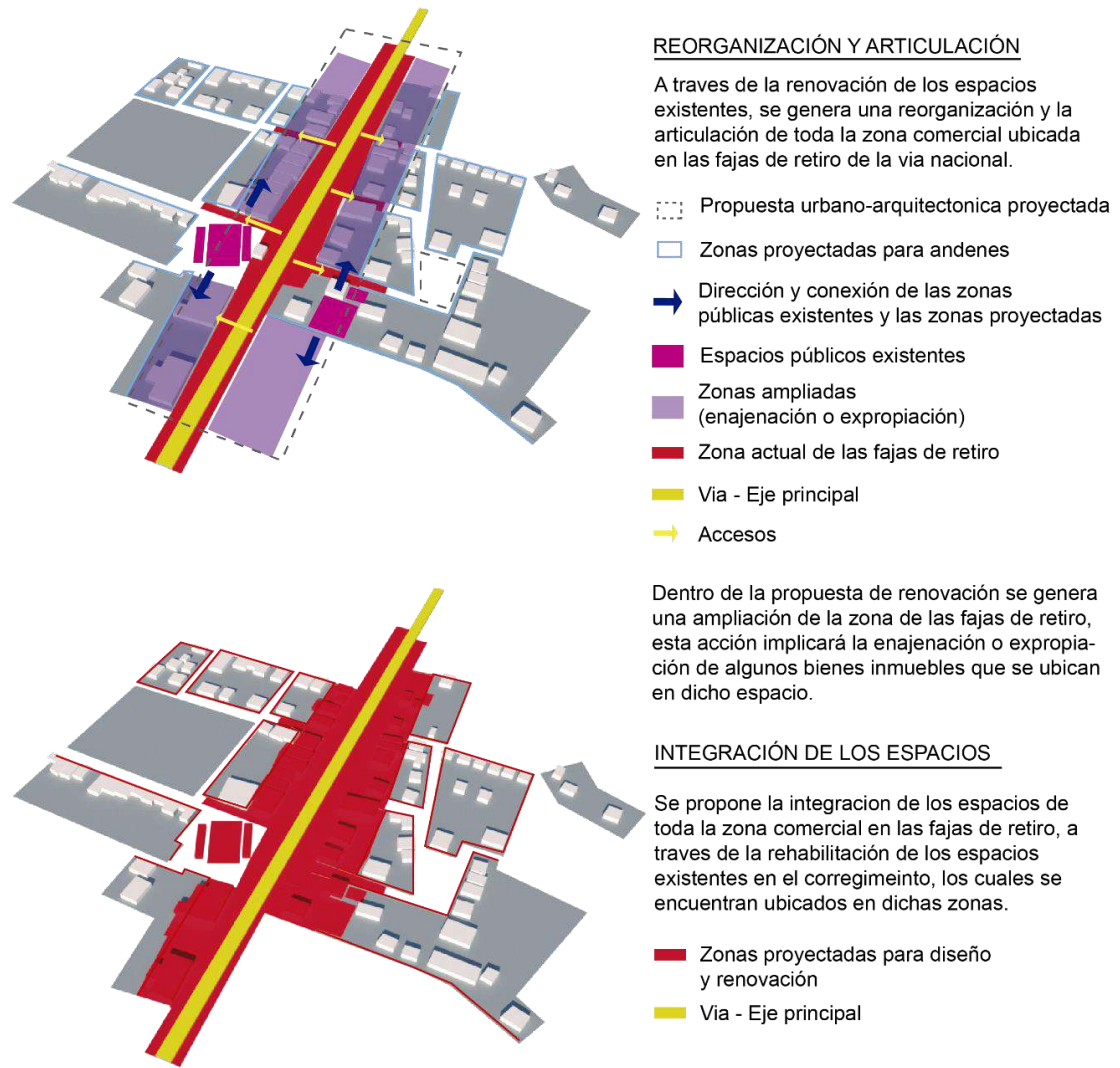 REORGANIZACIÓN Y ARTICULACIÓN
A traves de la renovación de los espacios
existentes, se genera una reorganización y la
articulación de toda la zona comercial ubicada
en las fajas de retiro de la via nacional.
Propuesta urbano-arquitectonica proyectada
Zonas proyectadas para andenes
Dirección y conexión de las zonas
públicas existentes y las zonas proyectadas
Espacios públicos existentes
Zonas ampliadas
(enajenación o expropiación)
Zona actual de las fajas de retiro
Via - Eje principal
Accesos
Dentro de la propuesta de renovación se genera
una ampliación de la zona de las fajas de retiro,
esta acción implicará la enajenación o expropia-
ción de algunos bienes inmuebles que se ubican
en dicho espacio.
INTEGRACIÓN DE LOS ESPACIOS
Se propone la integracion de los espacios de
toda la zona comercial en las fajas de retiro, a
traves de la rehabilitación de los espacios
existentes en el corregimeinto, los cuales se
encuentran ubicados en dichas zonas.
Zonas proyectadas para diseño
y renovación
Via - Eje principal